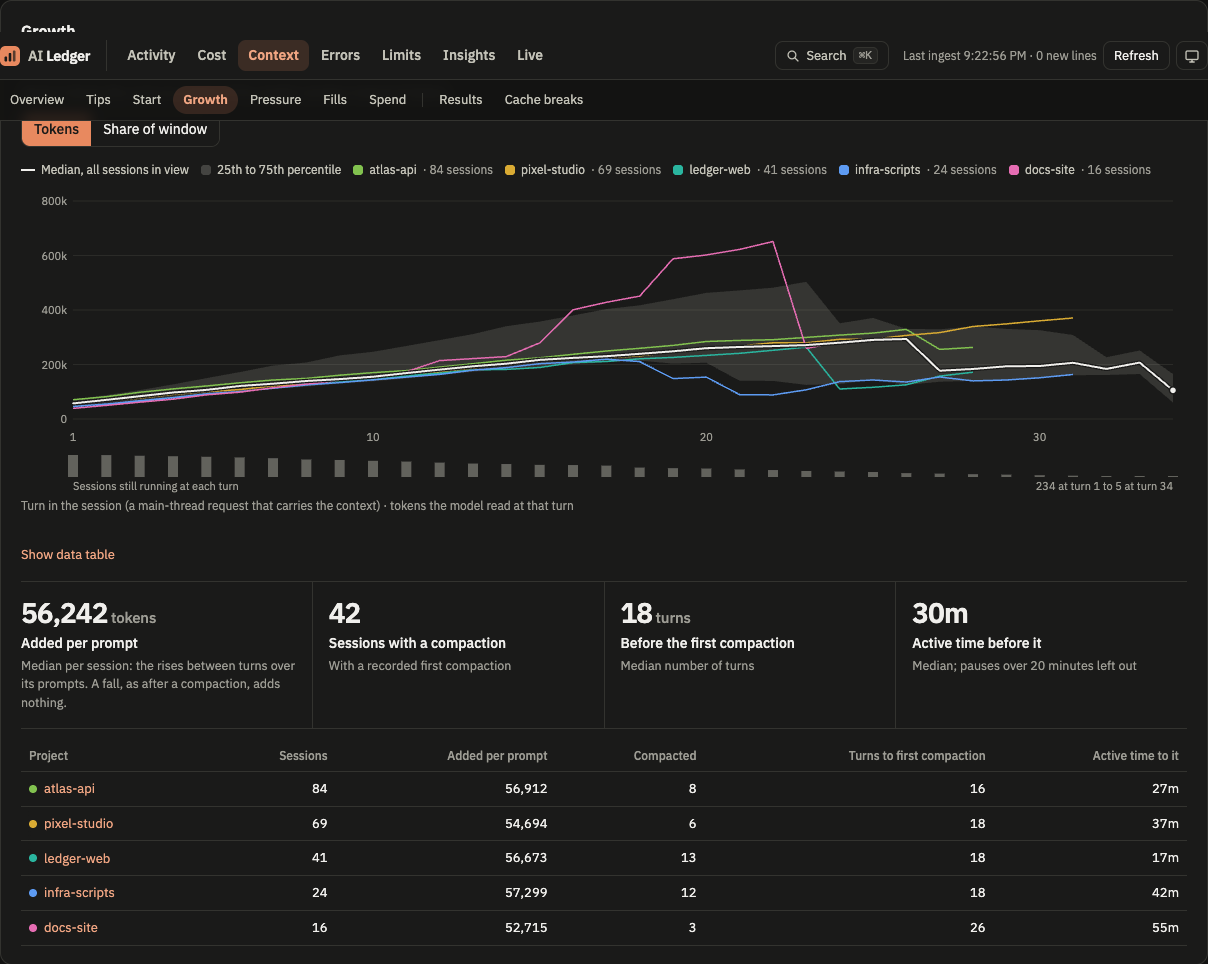 Growth
AI Ledger
Activity Cost Context Errors Limits Insights Live
Search ⌘K
Last ingest 9:22:56 PM · 0 new lines
Refresh
Overview Tips Start Growth Pressure Fills Spend Results Cache breaks
Tokens Share of window
Median, all sessions in view 25th to 75th percentile atlas-api · 84 sessions pixel-studio · 69 sessions ledger-web · 41 sessions infra-scripts · 24 sessions docs-site · 16 sessions
800k
600k
400k
200k
0
1 10 20 30
Sessions still running at each turn 234 at turn 1 to 5 at turn 34
Turn in the session (a main-thread request that carries the context) · tokens the model read at that turn
Show data table
56,242 tokens
Added per prompt
Median per session: the rises between turns over
its prompts. A fall, as after a compaction, adds
nothing.
42
Sessions with a compaction
With a recorded first compaction
18 turns
Before the first compaction
Median number of turns
30m
Active time before it
Median; pauses over 20 minutes left out
Project Sessions Added per prompt Compacted Turns to first compaction Active time to it
atlas-api 84 56,912 8 16 27m
pixel-studio 69 54,694 6 18 37m
ledger-web 41 56,673 13 18 17m
infra-scripts 24 57,299 12 18 42m
docs-site 16 52,715 3 26 55m